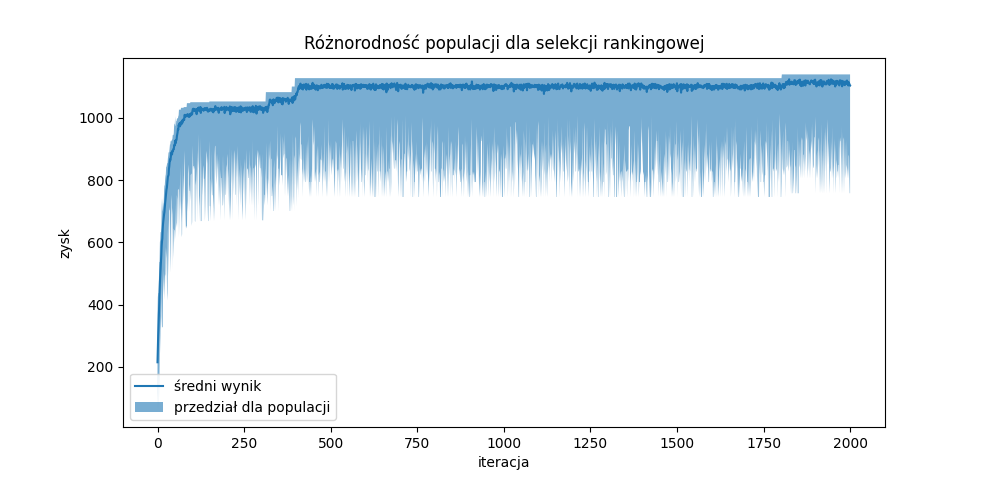 Różnorodność populacji dla selekcji rankingowej
1000
800
600
400
200
zysk
średni wynik
przedział dla populacji
0 250 500 750 1000 1250 1500 1750 2000
iteracja